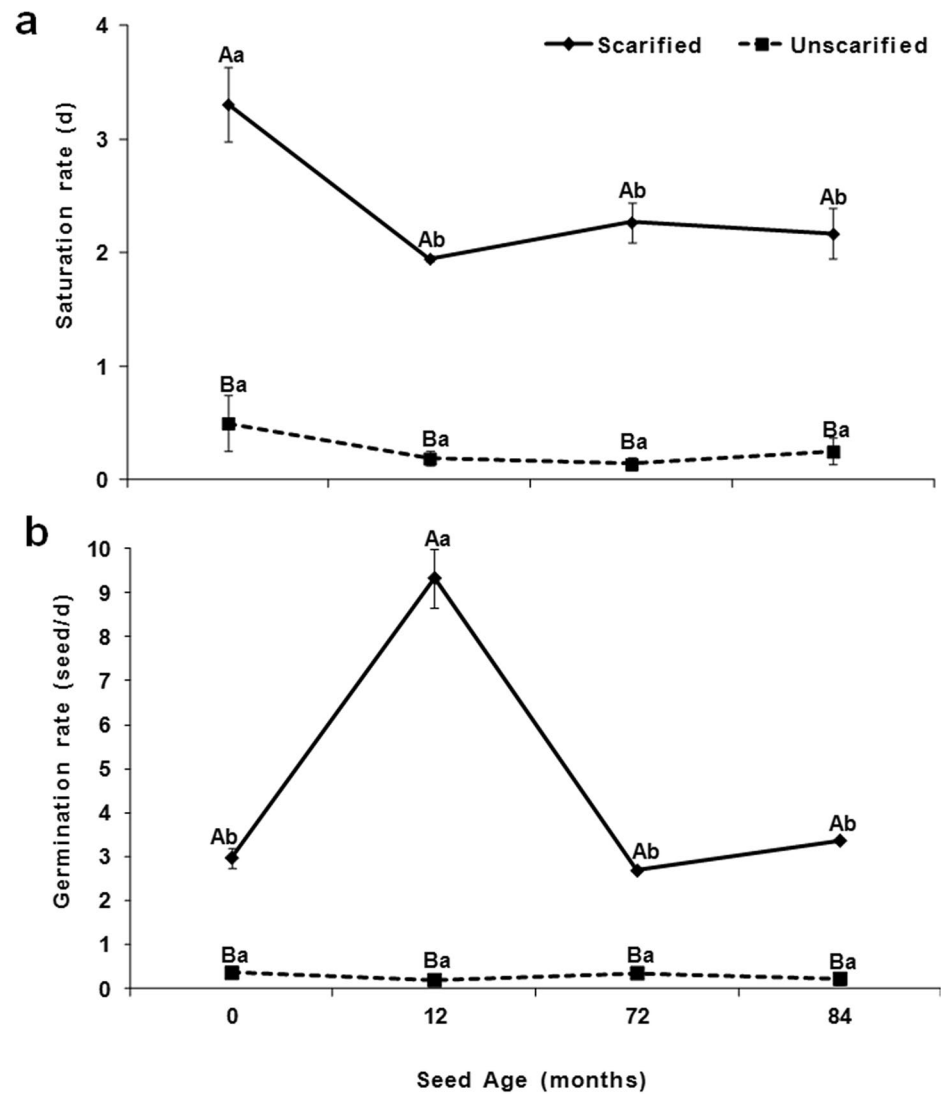 a
Saturation rate (d)
4
3
2
1
0
Scarified Unscarified
Aa
Ab
Ab
Ab
Ba
Ba
Ba
Ba
b
Germination rate (seed/d)
10
9
8
7
6
5
4
3
2
1
0
Ab
Aa
Ab
Ab
Ba
Ba
Ba
Ba
0 12 72 84
Seed Age (months)